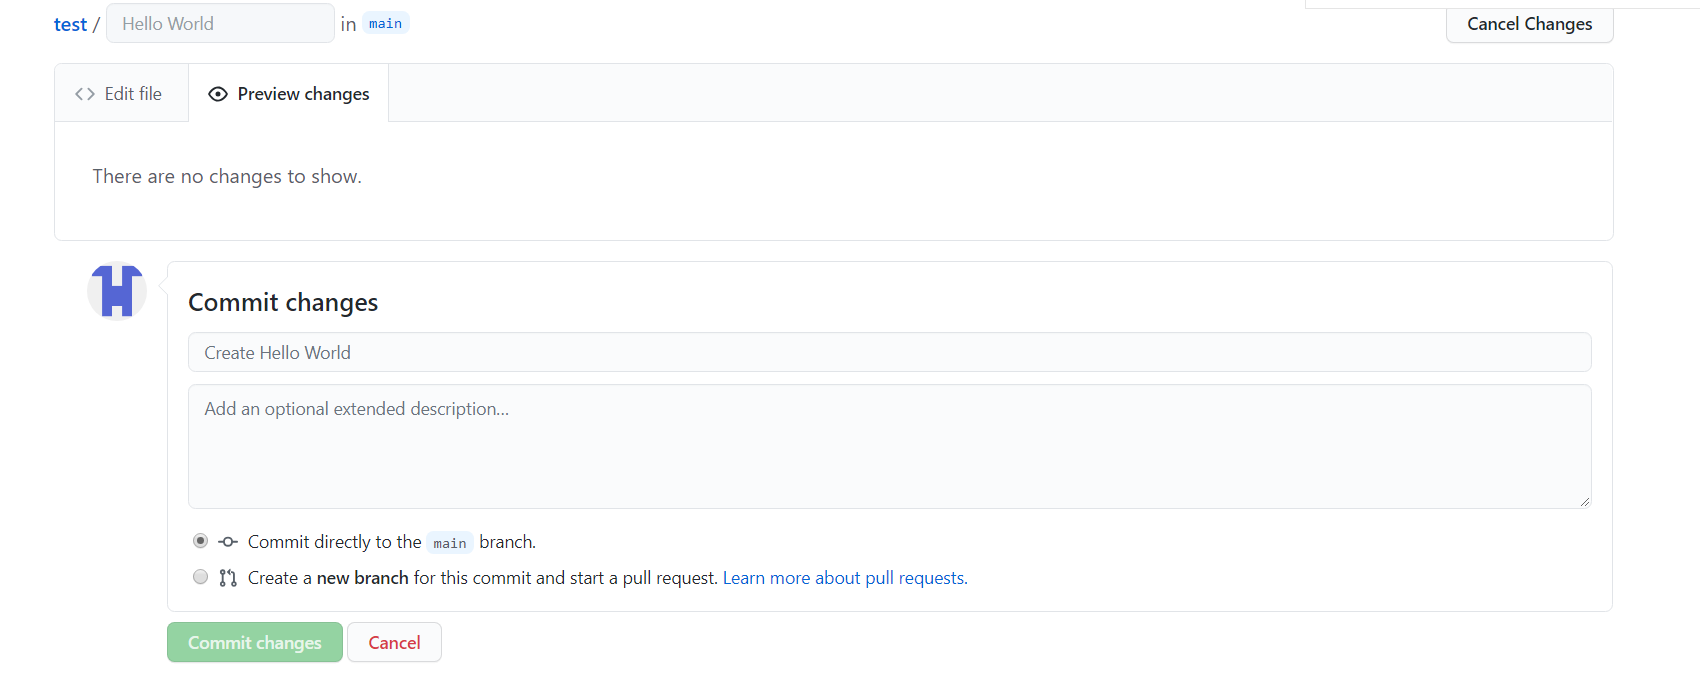 test / Hello World in main
Cancel Changes
Edit file
Preview changes
There are no changes to show.
Commit changes
Create Hello World
Add an optional extended description...
Commit directly to the main branch.
Create a new branch for this commit and start a pull request. Learn more about pull requests.
Commit changes
Cancel